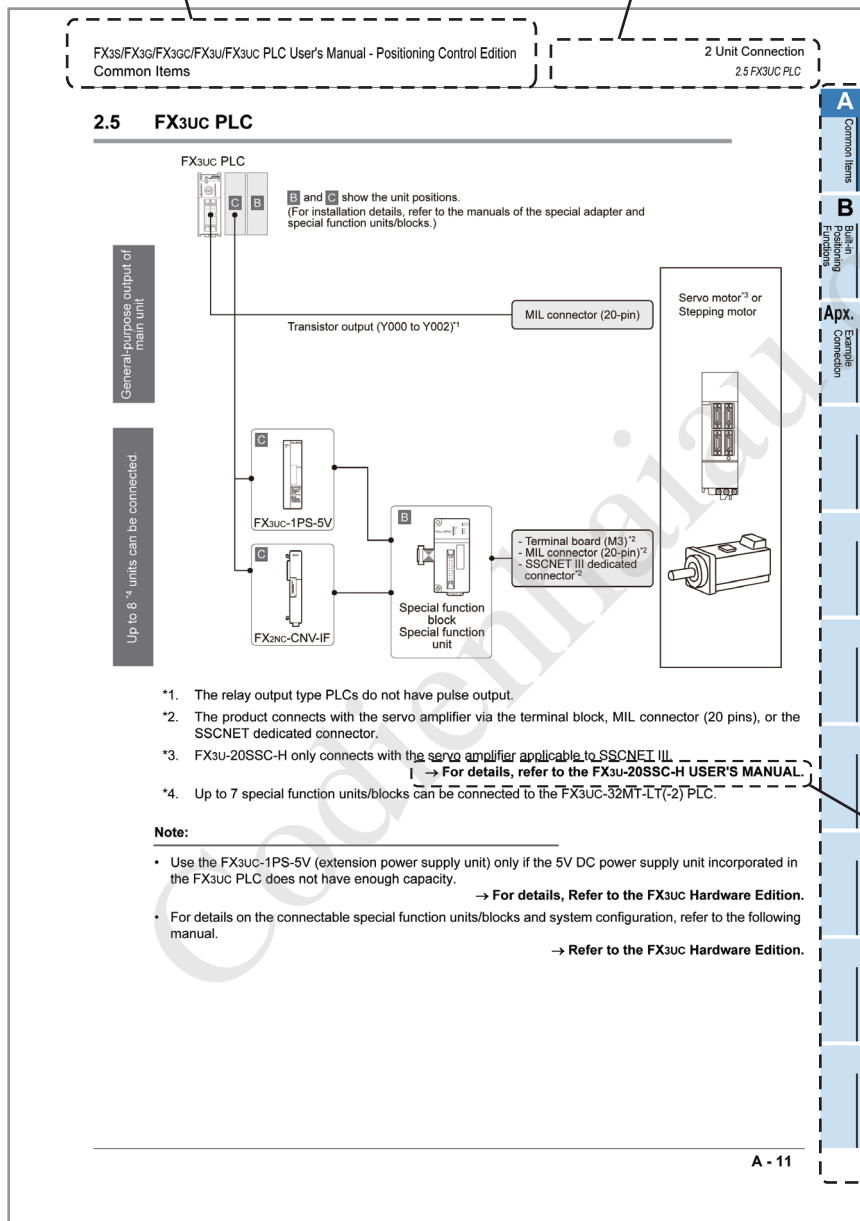 FX3S/FX3G/FX3GC/FX3U/FX3UC PLC User's Manual - Positioning Control Edition
Common Items
2 Unit Connection
2.5 FX3UC PLC
A
Common Items
B
Built-in
Positioning
Functions
Apx.
Example
Connection
2.5 FX3UC PLC
FX3UC PLC
C B
B and C show the unit positions.
(For installation details, refer to the manuals of the special adapter and
special function units/blocks.)
General-purpose output of
main unit
Transistor output (Y000 to Y002)*1
MIL connector (20-pin)
Servo motor*3 or
Stepping motor
Up to 8 *4 units can be connected.
C
FX3UC-1PS-5V
C
FX2NC-CNV-IF
B
Special function
block
Special function
unit
- Terminal board (M3)*2
- MIL connector (20-pin)*2
- SSCNET III dedicated
connector*2
*1. The relay output type PLCs do not have pulse output.
*2. The product connects with the servo amplifier via the terminal block, MIL connector (20 pins), or the
SSCNET dedicated connector.
*3. FX3U-20SSC-H only connects with the servo amplifier applicable to SSCNET III.
→ For details, refer to the FX3U-20SSC-H USER'S MANUAL.
*4. Up to 7 special function units/blocks can be connected to the FX3UC-32MT-LT(-2) PLC.
Note:
• Use the FX3UC-1PS-5V (extension power supply unit) only if the 5V DC power supply unit incorporated in
the FX3UC PLC does not have enough capacity.
→ For details, Refer to the FX3UC Hardware Edition.
• For details on the connectable special function units/blocks and system configuration, refer to the following
manual.
→ Refer to the FX3UC Hardware Edition.
A - 11
Codienhaiau.